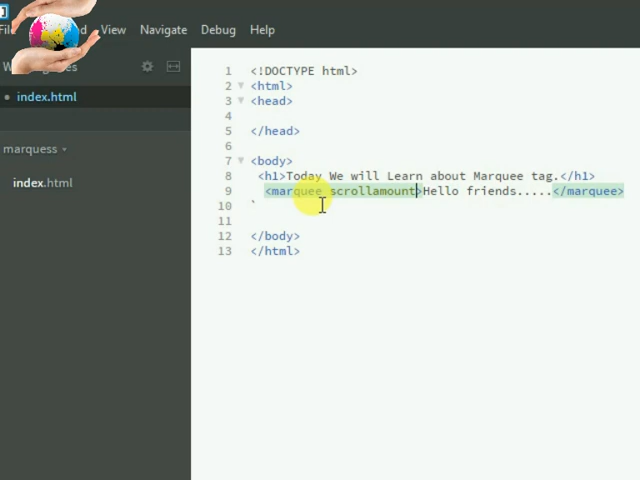 File
d
View
Navigate
Debug
Help
W
es
index.html
marquess
index.html
1 <!DOCTYPE html>
2 <html>
3 <head>
4
5 </head>
6
7 <body>
8 <h1>Today We will Learn about Marquee tag.</h1>
9 <marquee scrollamount>Hello friends.....</marquee>
10 `
11
12 </body>
13 </html>